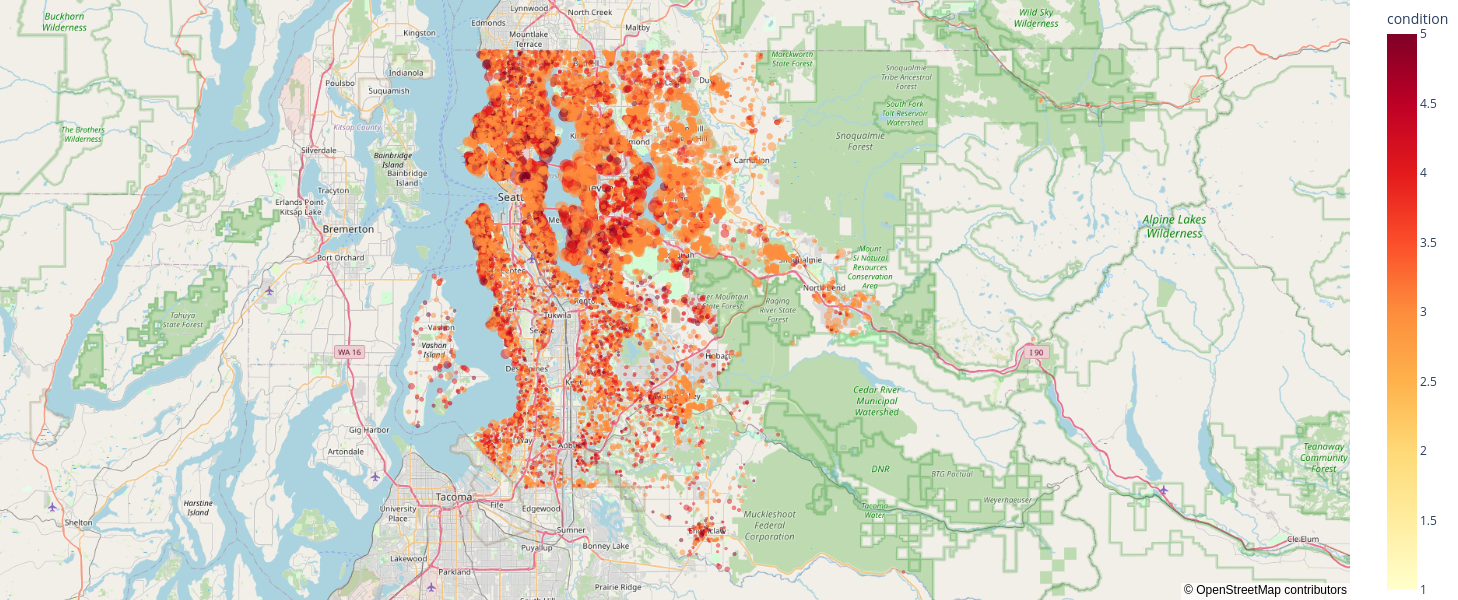 Lynnwood
North Creek
Buckhorn
Wilderness
Wild Sky
Wilderness
Edmonds
Kingston
Maltby
Mountlake
Terrace
Marckworth
State Forest
Snoqualmie
Tribe Ancestral
Forest
Indianola
Poulsbo
Suquamish
South Fork
Tolt Reservoir
Watershed
Kitsap County
The Brothers
Wilderness
Snoqualmie
Forest
Silverdale
Bainbridge
Island
Bainbridge
Island
Carnation
Tracyton
Erlands Point-
Kitsap Lake
Seatt
Bremerton
Alpine Lakes
Wilderness
Port Orchard
Mount
Si Natural
Resources
Conservation
Area
Tahuya
State Forest
Raging
River State
Forest
Tukwila
Vashon
Vashon
Island
WA 16
I 90
Hobart
Kent
Cedar River
Municipal
Watershed
Gig Harbor
Artondale
DNR
BTG Pactual
Weyerhaeuser
Teanaway
Community
Forest
Tacoma
University
Place
Fife
Edgewood
Harstine
Island
Muckleshoot
Federal
Corporation
Tacoma
Water
Shelton
Sumner
Puyallup
Bonney Lake
Lakewood
Parkland
Prairie Ridge
Cle Elum
© OpenStreetMap contributors
condition
5
4.5
4
3.5
3
2.5
2
1.5
1